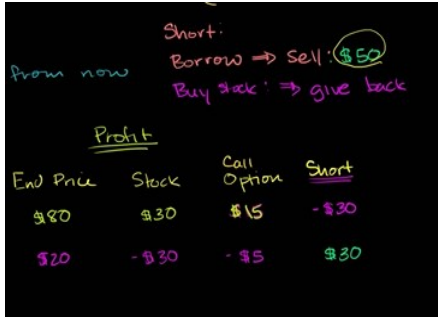 Short:
Borrow ⇒ Sell: $50
from now
Buy stock: ⇒ give back
Profit
End Price Stock Call Option Short
$80 $30 $15 -$30
$20 -$30 -$5 $30